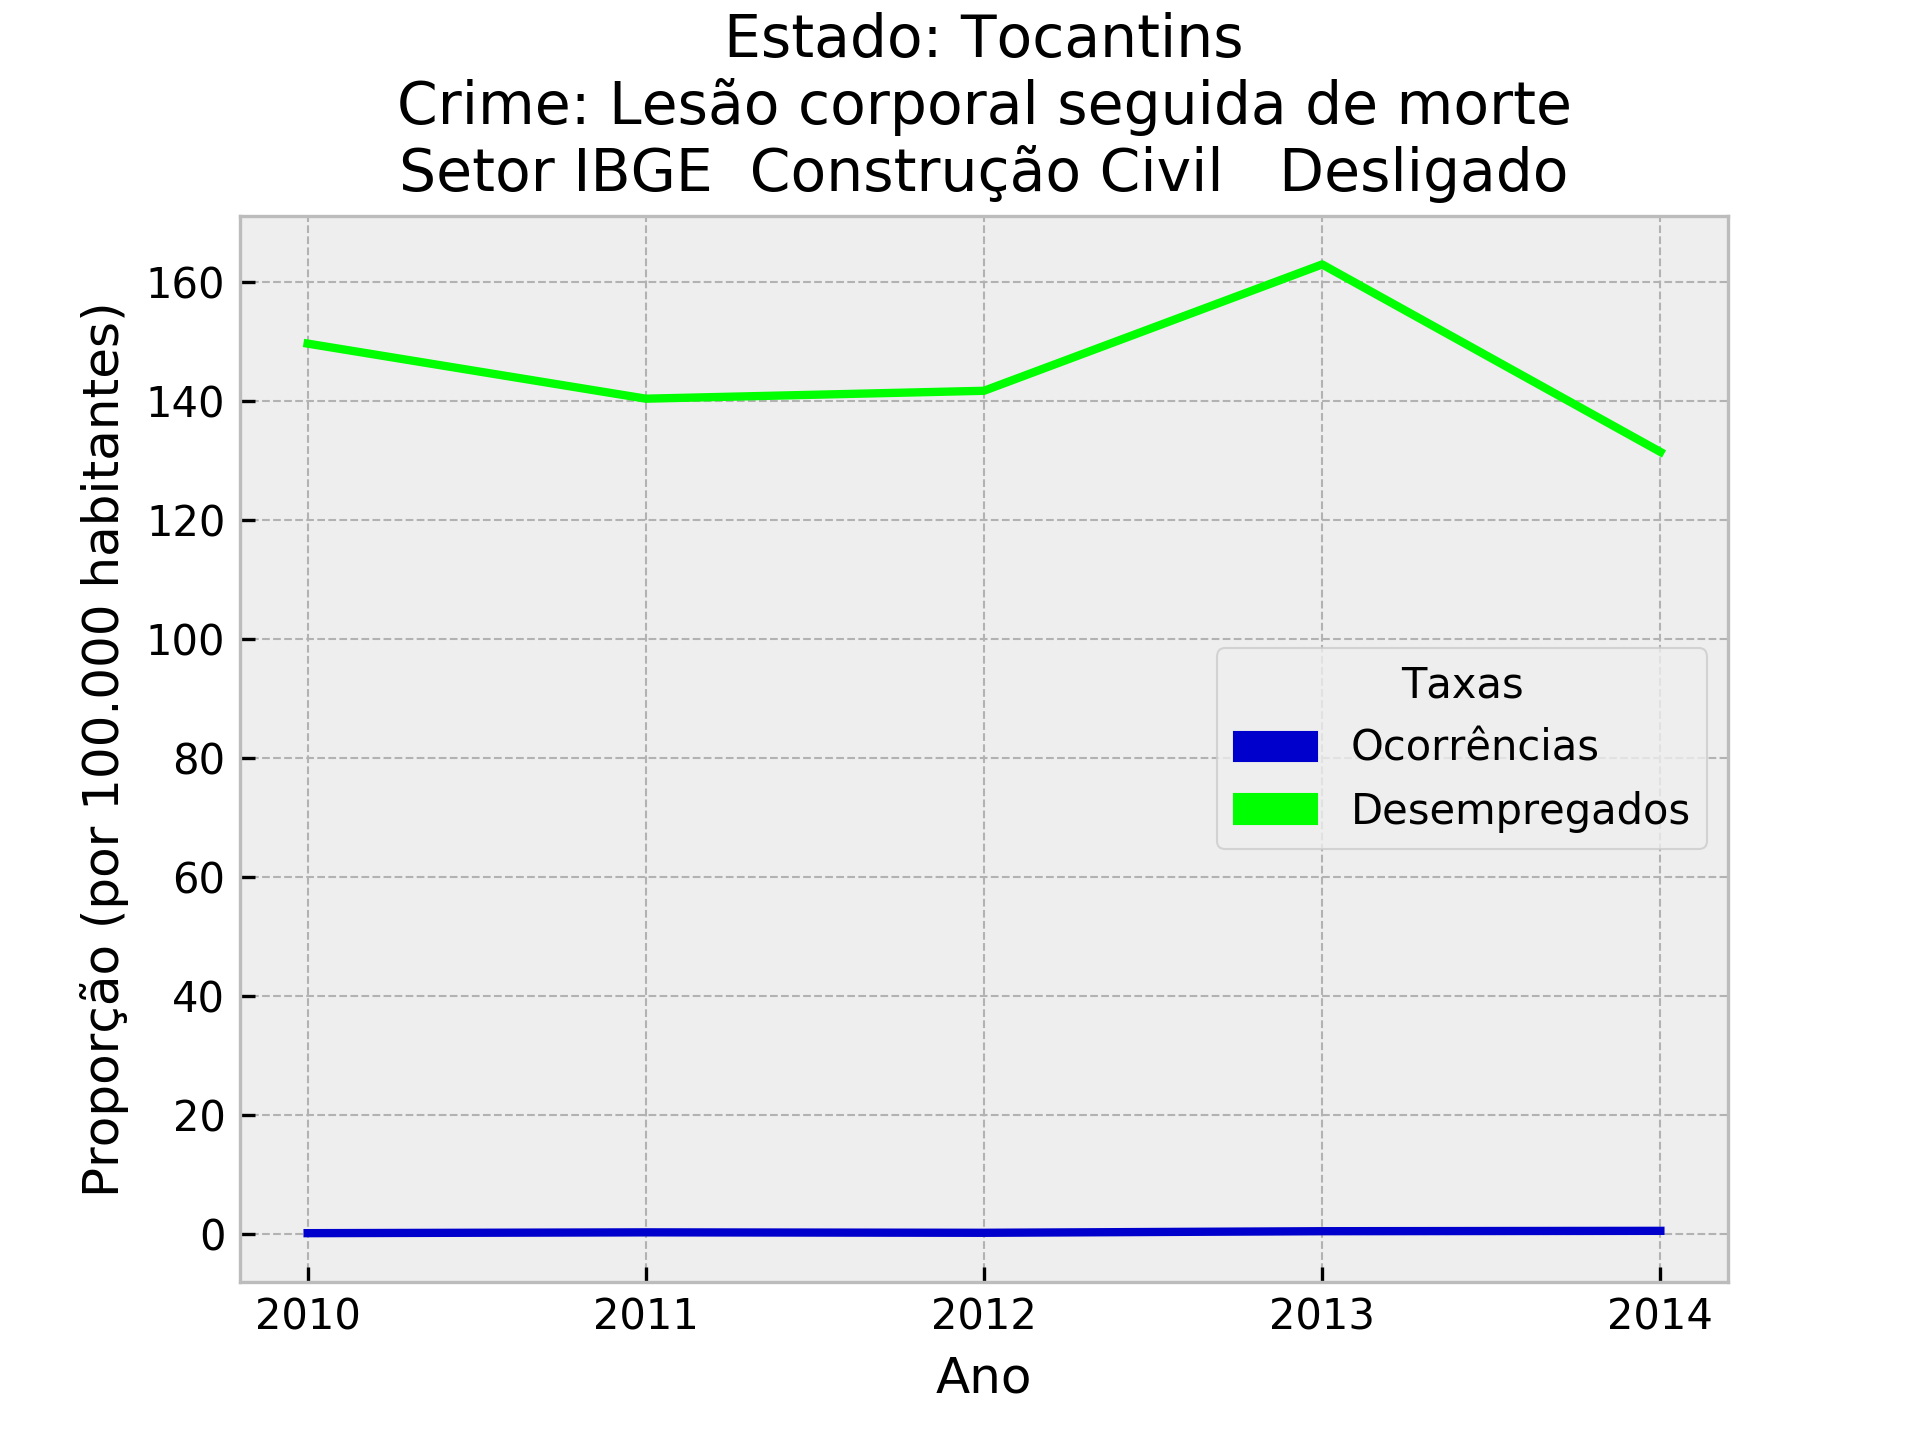 Estado: Tocantins
Crime: Lesão corporal seguida de morte
Setor IBGE  Construção Civil   Desligado
Proporção (por 100.000 habitantes)
160
140
120
100
80
60
40
20
0
Taxas
Ocorrências
Desempregados
2010 2011 2012 2013 2014
Ano